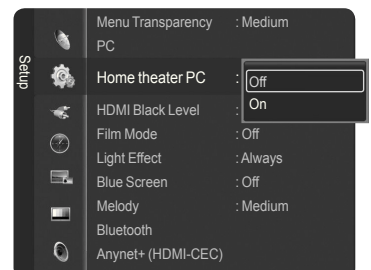 Setup
Menu Transparency : Medium
PC
Home theater PC :
Off
On
HDMI Black Level :
Film Mode : Off
Light Effect : Always
Blue Screen : Off
Melody : Medium
Bluetooth
Anynet+ (HDMI-CEC)